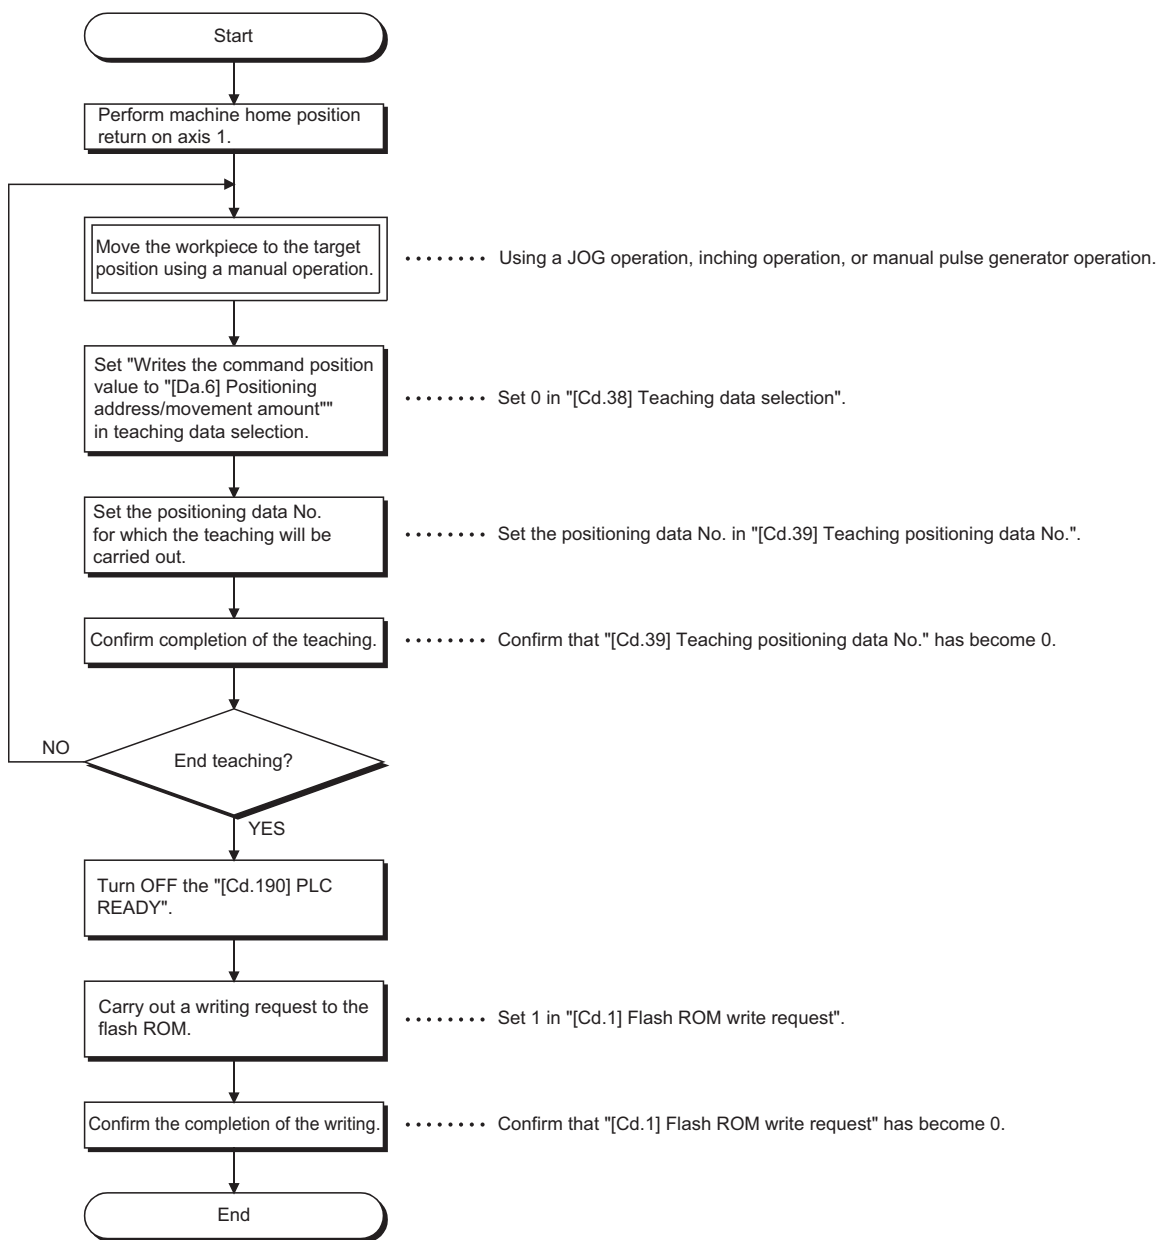 Start
Perform machine home position
return on axis 1.
Move the workpiece to the target
position using a manual operation.
Using a JOG operation, inching operation, or manual pulse generator operation.
Set "Writes the command position
value to "[Da.6] Positioning
address/movement amount""
in teaching data selection.
Set 0 in "[Cd.38] Teaching data selection".
Set the positioning data No.
for which the teaching will be
carried out.
Set the positioning data No. in "[Cd.39] Teaching positioning data No.".
Confirm completion of the teaching.
Confirm that "[Cd.39] Teaching positioning data No." has become 0.
NO
End teaching?
YES
Turn OFF the "[Cd.190] PLC
READY".
Carry out a writing request to the
flash ROM.
Set 1 in "[Cd.1] Flash ROM write request".
Confirm the completion of the writing.
Confirm that "[Cd.1] Flash ROM write request" has become 0.
End